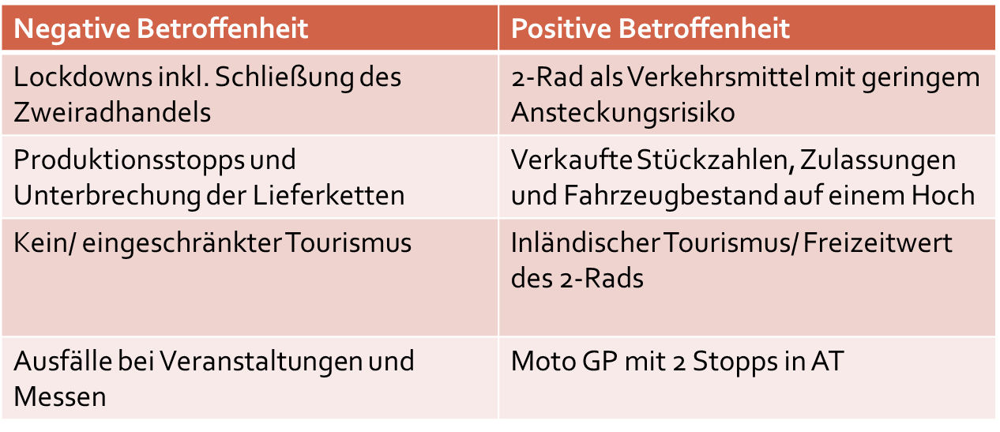 Negative Betroffenheit
Positive Betroffenheit
Lockdowns inkl. Schließung des
Zweiradhandels
2-Rad als Verkehrsmittel mit geringem
Ansteckungsrisiko
Produktionsstopps und
Unterbrechung der Lieferketten
Verkaufte Stückzahlen, Zulassungen
und Fahrzeugbestand auf einem Hoch
Kein/ eingeschränkter Tourismus
Inländischer Tourismus/ Freizeitwert
des 2-Rads
Ausfälle bei Veranstaltungen und
Messen
Moto GP mit 2 Stopps in AT